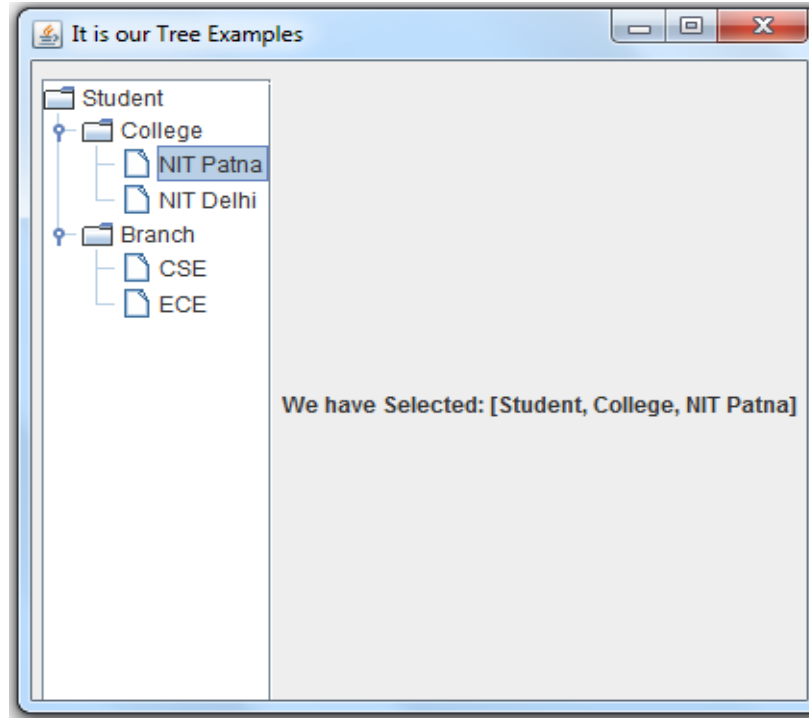 It is our Tree Examples
Student
College
NIT Patna
NIT Delhi
Branch
CSE
ECE
We have Selected: [Student, College, NIT Patna]